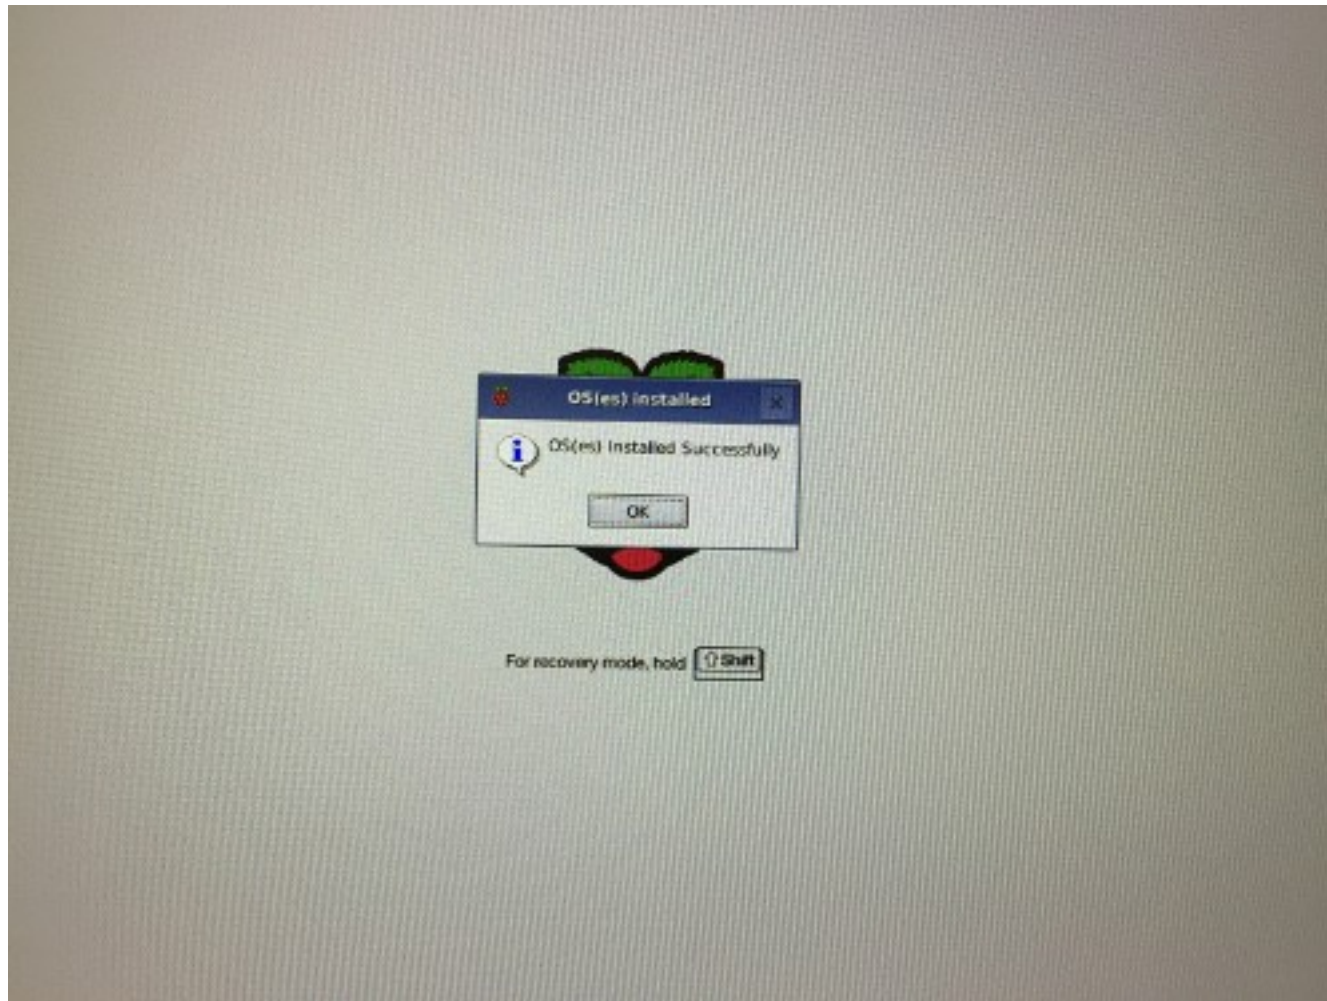 OS(es) installed
OS(es) Installed Successfully
OK
For recovery mode, hold Shift